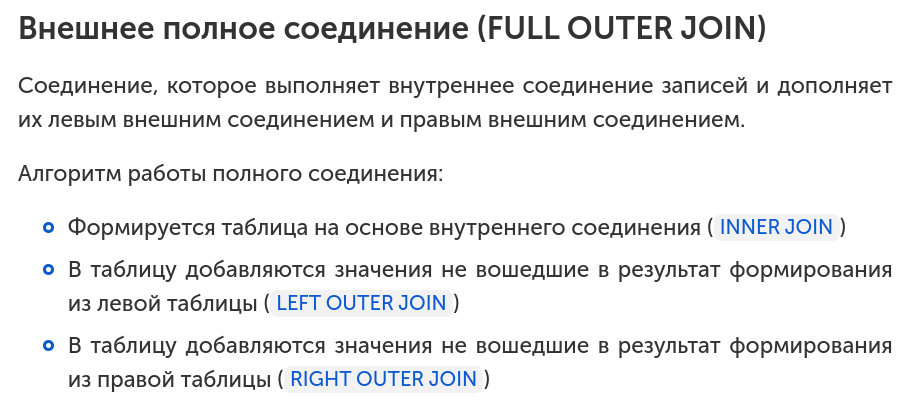 Внешнее полное соединение (FULL OUTER JOIN)
Соединение, которое выполняет внутреннее соединение записей и дополняет
их левым внешним соединением и правым внешним соединением.
Алгоритм работы полного соединения:
Формируется таблица на основе внутреннего соединения ( INNER JOIN )
В таблицу добавляются значения не вошедшие в результат формирования
из левой таблицы ( LEFT OUTER JOIN )
В таблицу добавляются значения не вошедшие в результат формирования
из правой таблицы ( RIGHT OUTER JOIN )